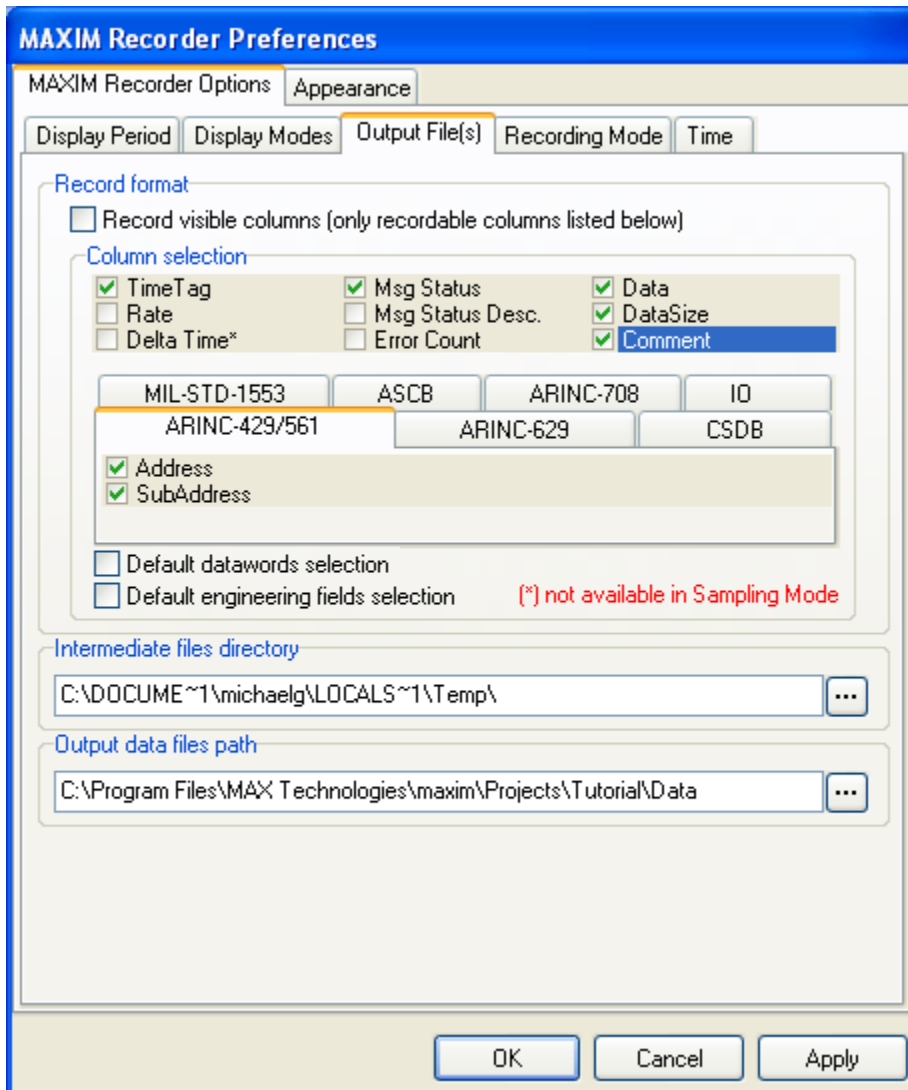 MAXIM Recorder Preferences
MAXIM Recorder Options Appearance
Display Period Display Modes Output File(s) Recording Mode Time
Record format
Record visible columns (only recordable columns listed below)
Column selection
TimeTag Msg Status Data
Rate Msg Status Desc. DataSize
Delta Time* Error Count Comment
MIL-STD-1553 ASCB ARINC-708 IO
ARINC-429/561 ARINC-629 CSDB
Address
SubAddress
Default datawords selection
Default engineering fields selection (*) not available in Sampling Mode
Intermediate files directory
C:\DOCUME~1\michaelg\LOCALS~1\Temp\
...
Output data files path
C:\Program Files\MAX Technologies\maxim\Projects\Tutorial\Data
...
OK Cancel Apply